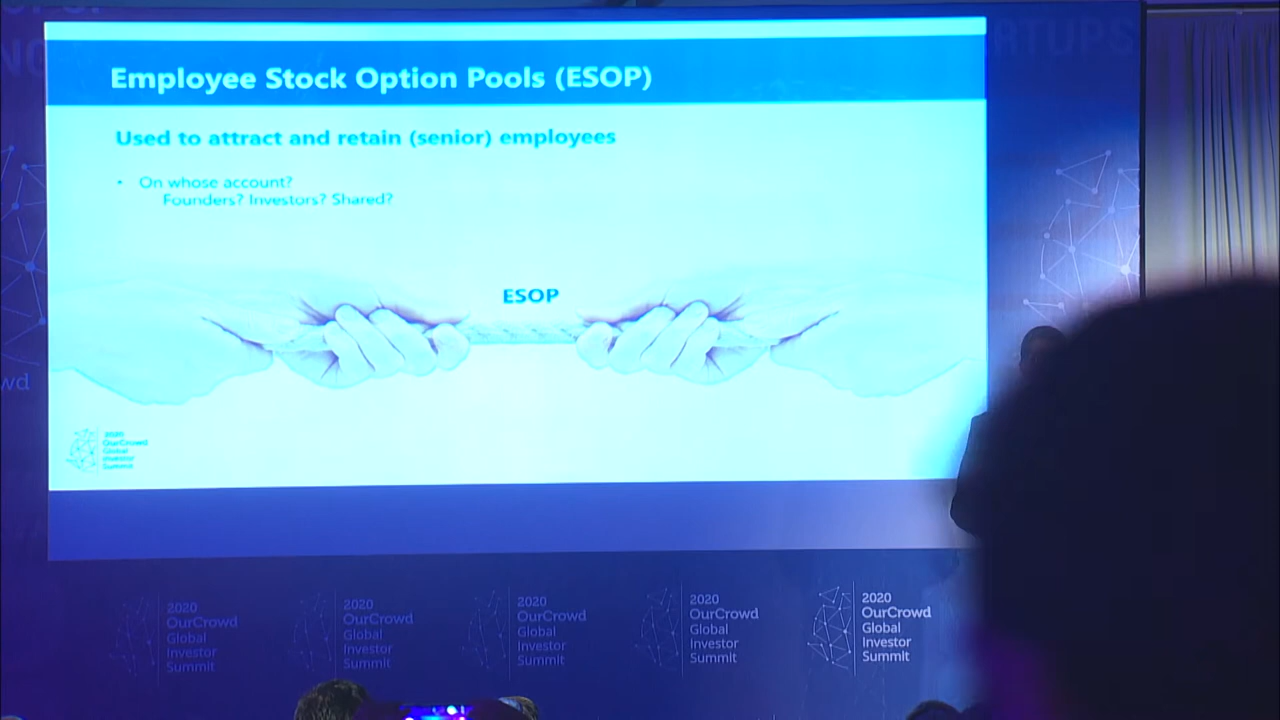 RTUPS
Employee Stock Option Pools (ESOP)
Used to attract and retain (senior) employees
• On whose account?
Founders? Investors? Shared?
ESOP
wd
2020
OurCrowd
Global
Investor
Summit
2020
OurCrowd
Global
Investor
Summit
2020
OurCrowd
Global
Investor
Summit
2020
OurCrowd
Global
Investor
Summit
2020
OurCrowd
Global
Investor
Summit
2020
OurCrowd
Global
Investor
Summit